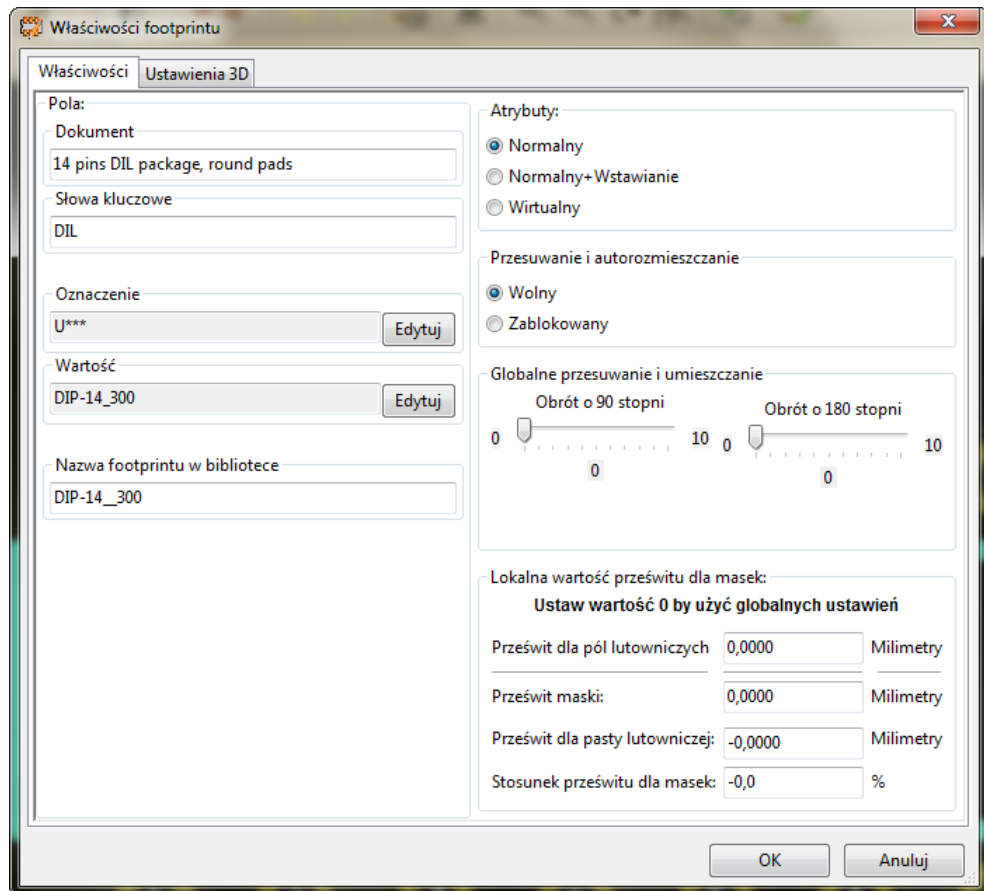 Właściwości footprintu
Właściwości
Ustawienia 3D
Pola:
Dokument
14 pins DIL package, round pads
Słowa kluczowe
DIL
Oznaczenie
U***
Edytuj
Wartość
DIP-14_300
Edytuj
Nazwa footprintu w bibliotece
DIP-14__300
Atrybuty:
Normalny
Normalny+Wstawianie
Wirtualny
Przesuwanie i autorozmieszczanie
Wolny
Zablokowany
Globalne przesuwanie i umieszczanie
Obrót o 90 stopni
0 10
0
Obrót o 180 stopni
0 10
0
Lokalna wartość prześwitu dla masek:
Ustaw wartość 0 by użyć globalnych ustawień
Prześwit dla pól lutowniczych 0,0000 Milimetry
Prześwit maski: 0,0000 Milimetry
Prześwit dla pasty lutowniczej: -0,0000 Milimetry
Stosunek prześwitu dla masek: -0,0 %
OK
Anuluj